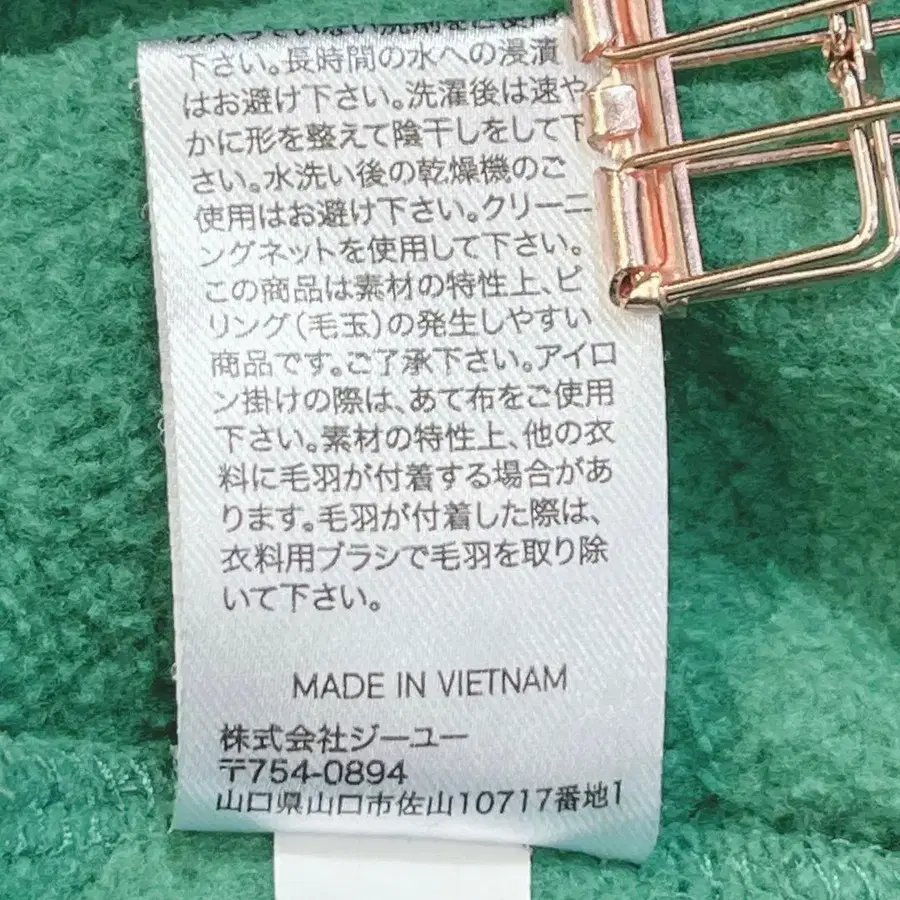 下さい。長時間の水への浸漬
はお避け下さい。洗濯後は速や
かに形を整えて陰干しをして下
さい。水洗い後の乾燥機のご
使用はお避け下さい。クリーニ
ングネットを使用して下さい。
この商品は素材の特性上、ピ
リング(毛玉)の発生しやすい
商品です。ご了承下さい。アイロ
ン掛けの際は、あて布をご使用
下さい。素材の特性上、他の衣
料に毛羽が付着する場合があ
ります。毛羽が付着した際は、
衣料用ブラシで毛羽を取り除
いて下さい。
MADE IN VIETNAM
株式会社ジーユー
〒754-0894
山口県山口市佐山10717番地1